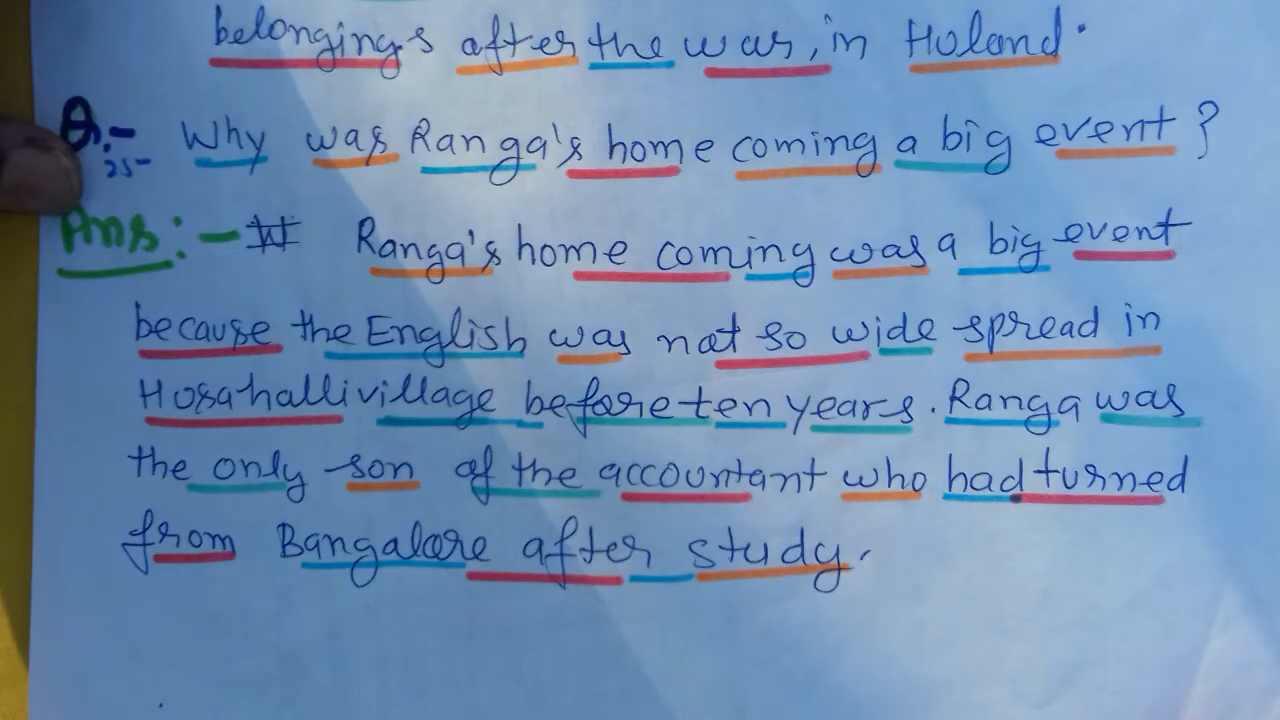 belongings after the war, in Holand.
Q.:- Why was Ranga's home coming a big event?
25
Ans:- Ranga's home coming was a big event
because the English was not so wide spread in
Hosahalli village before ten years. Ranga was
the only son of the accountant who had turned
from Bangalore after study.